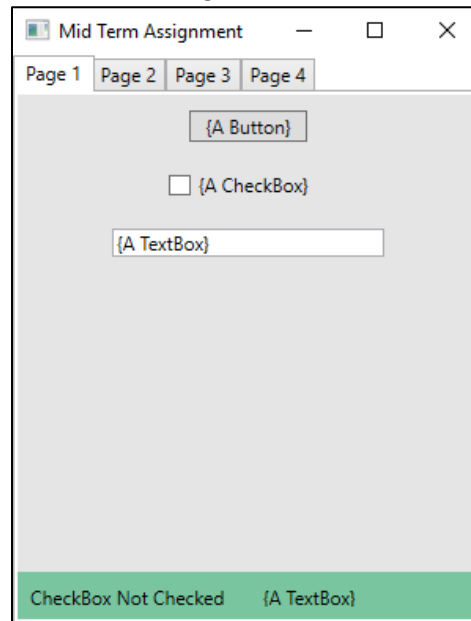 Mid Term Assignment
Page 1 Page 2 Page 3 Page 4
{A Button}
{A CheckBox}
{A TextBox}
CheckBox Not Checked {A TextBox}